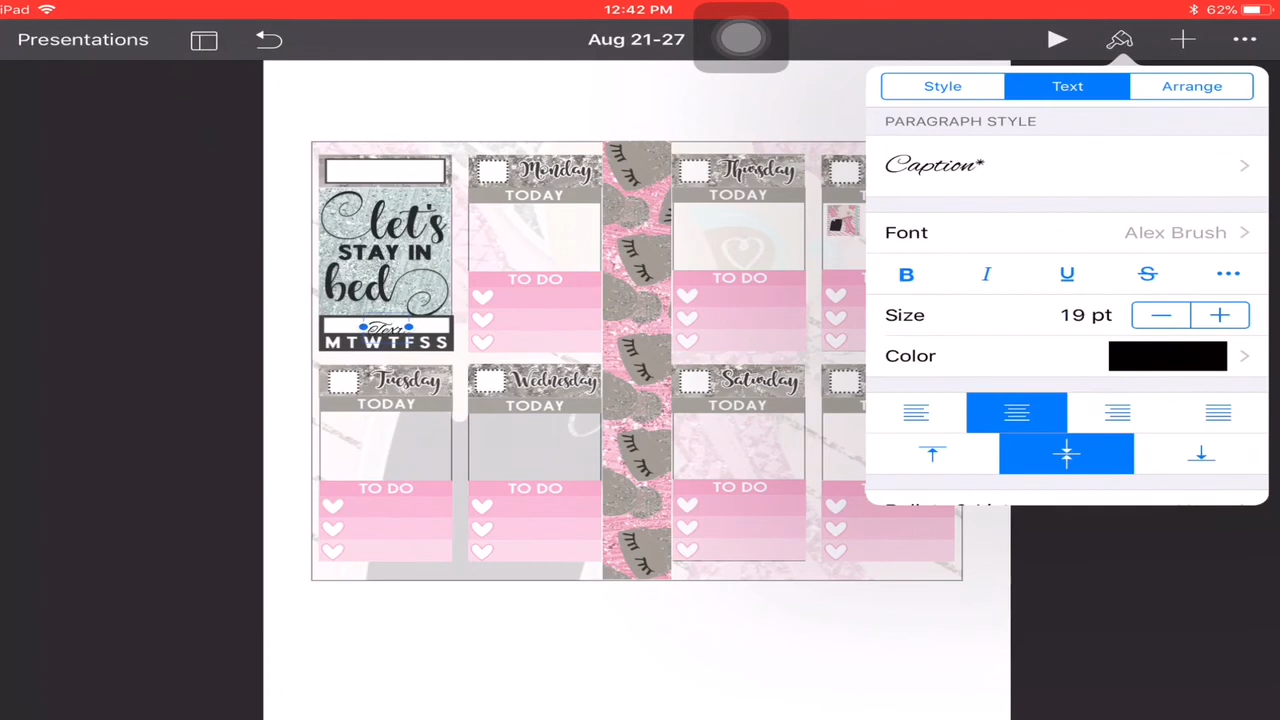 iPad 12:42 PM 62%
Presentations Aug 21-27
Style Text Arrange
PARAGRAPH STYLE
Caption*
Font Alex Brush
B I U S
Size 19 pt
Color
let's
STAY IN
bed
Text
M T W T F S S
Monday
TODAY
TO DO
Thursday
TODAY
TO DO
Tuesday
TODAY
TO DO
Wednesday
TODAY
TO DO
Saturday
TODAY
TO DO